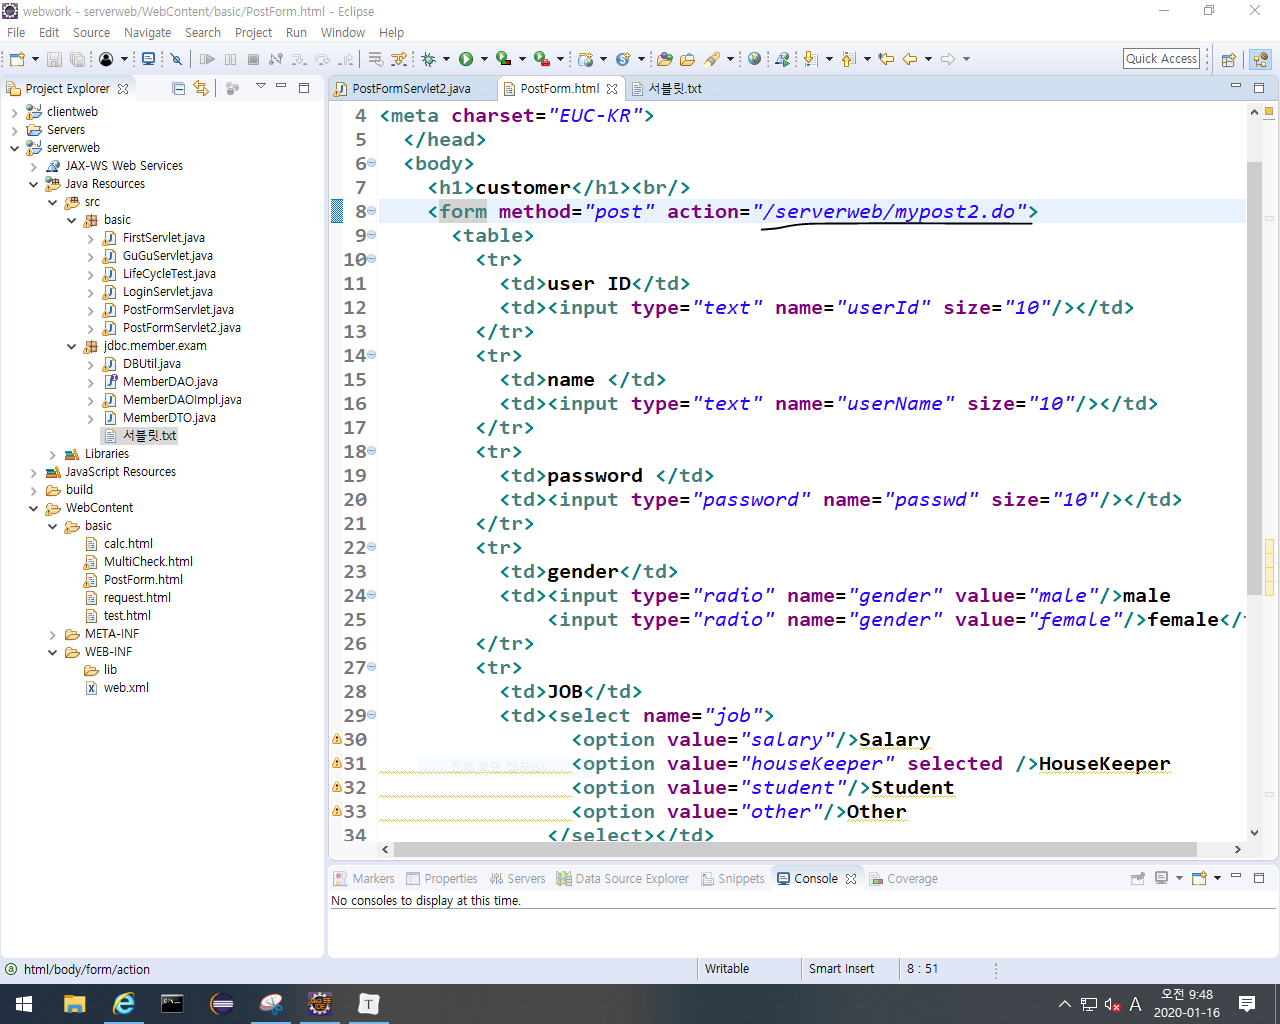 webwork - serverweb/WebContent/basic/PostForm.html - Eclipse
File Edit Source Navigate Search Project Run Window Help
Quick Access
Project Explorer
clientweb
Servers
serverweb
JAX-WS Web Services
Java Resources
src
basic
FirstServlet.java
GuGuServlet.java
LifeCycleTest.java
LoginServlet.java
PostFormServlet.java
PostFormServlet2.java
jdbc.member.exam
DBUtil.java
MemberDAO.java
MemberDAOImpl.java
MemberDTO.java
서블릿.txt
Libraries
JavaScript Resources
build
WebContent
basic
calc.html
MultiCheck.html
PostForm.html
request.html
test.html
META-INF
WEB-INF
lib
web.xml
PostFormServlet2.java PostForm.html 서블릿.txt
4 <meta charset="EUC-KR">
5 </head>
6 <body>
7 <h1>customer</h1><br/>
8 <form method="post" action="/serverweb/mypost2.do">
9 <table>
10 <tr>
11 <td>user ID</td>
12 <td><input type="text" name="userId" size="10"/></td>
13 </tr>
14 <tr>
15 <td>name </td>
16 <td><input type="text" name="userName" size="10"/></td>
17 </tr>
18 <tr>
19 <td>password </td>
20 <td><input type="password" name="passwd" size="10"/></td>
21 </tr>
22 <tr>
23 <td>gender</td>
24 <td><input type="radio" name="gender" value="male"/>male
25 <input type="radio" name="gender" value="female"/>female</
26 </tr>
27 <tr>
28 <td>JOB</td>
29 <td><select name="job">
30 <option value="salary"/>Salary
31 <option value="houseKeeper" selected />HouseKeeper
32 <option value="student"/>Student
33 <option value="other"/>Other
34 </select></td>
Markers Properties Servers Data Source Explorer Snippets Console Coverage
No consoles to display at this time.
html/body/form/action Writable Smart Insert 8 : 51
A 오전 9:48
2020-01-16